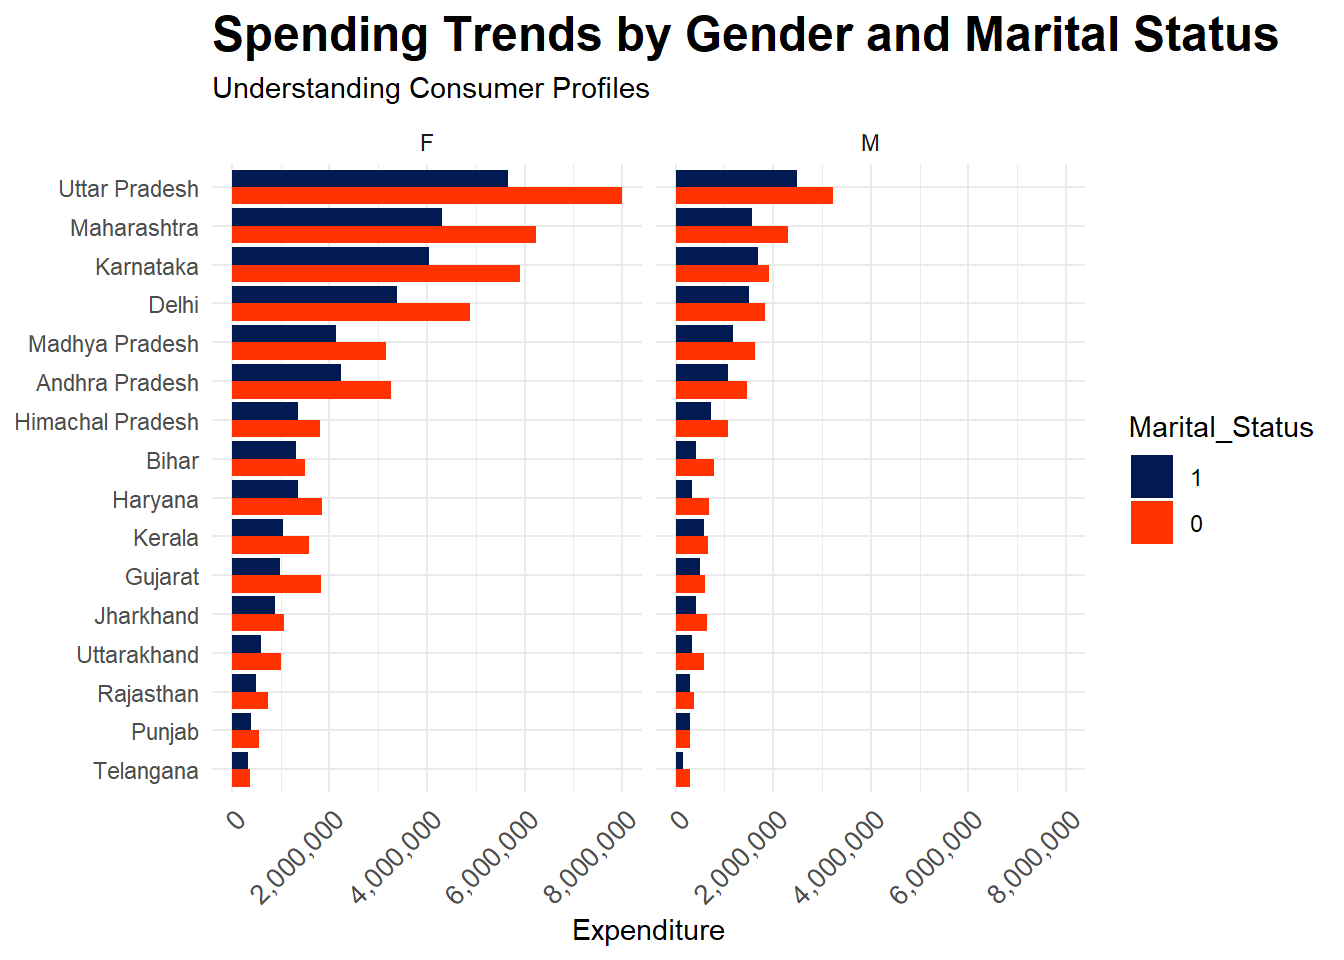 Spending Trends by Gender and Marital Status
Understanding Consumer Profiles
F
M
Uttar Pradesh
Maharashtra
Karnataka
Delhi
Madhya Pradesh
Andhra Pradesh
Himachal Pradesh
Bihar
Haryana
Kerala
Gujarat
Jharkhand
Uttarakhand
Rajasthan
Punjab
Telangana
0 2,000,000 4,000,000 6,000,000 8,000,000
0 2,000,000 4,000,000 6,000,000 8,000,000
Expenditure
Marital_Status
1
0